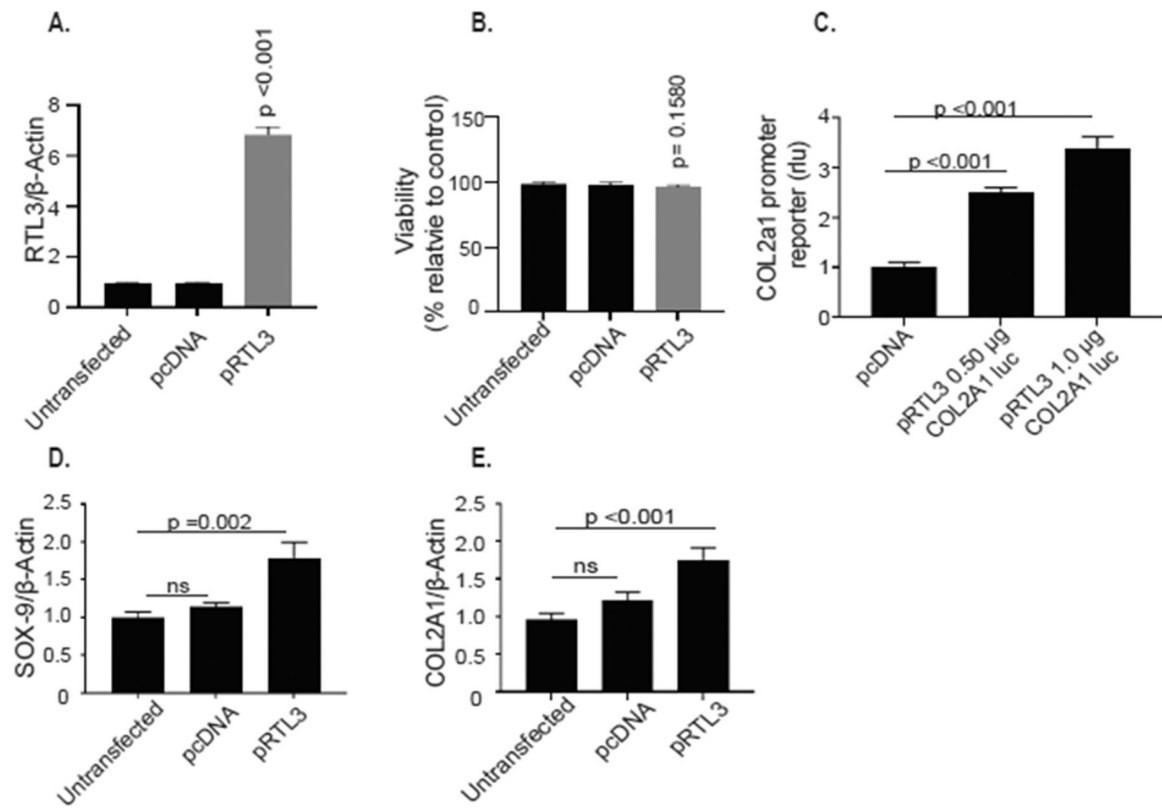 A.
RTL3/β-Actin
8
6
4
2
0
p <0.001
Untransfected
pcDNA
pRTL3
B.
Viability
(% relatvie to control)
150
100
50
0
p= 0.1580
Untransfected
pcDNA
pRTL3
C.
COL2a1 promoter
reporter (rlu)
4
3
2
1
0
p <0.001
p <0.001
pcDNA
pRTL3 0.50 µg
COL2A1 luc
pRTL3 1.0 µg
COL2A1 luc
D.
SOX-9/β-Actin
2.5
2.0
1.5
1.0
0.5
0
p =0.002
ns
Untransfected
pcDNA
pRTL3
E.
COL2A1/β-Actin
2.5
2.0
1.5
1.0
0.5
0
p <0.001
ns
Untransfected
pcDNA
pRTL3